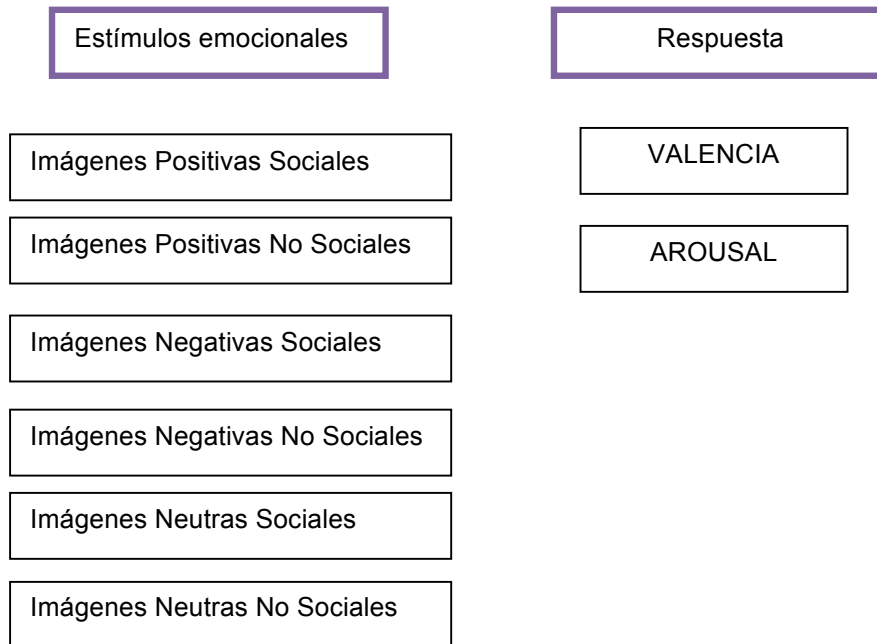 Estímulos emocionales
Respuesta
Imágenes Positivas Sociales
Imágenes Positivas No Sociales
Imágenes Negativas Sociales
Imágenes Negativas No Sociales
Imágenes Neutras Sociales
Imágenes Neutras No Sociales
VALENCIA
AROUSAL